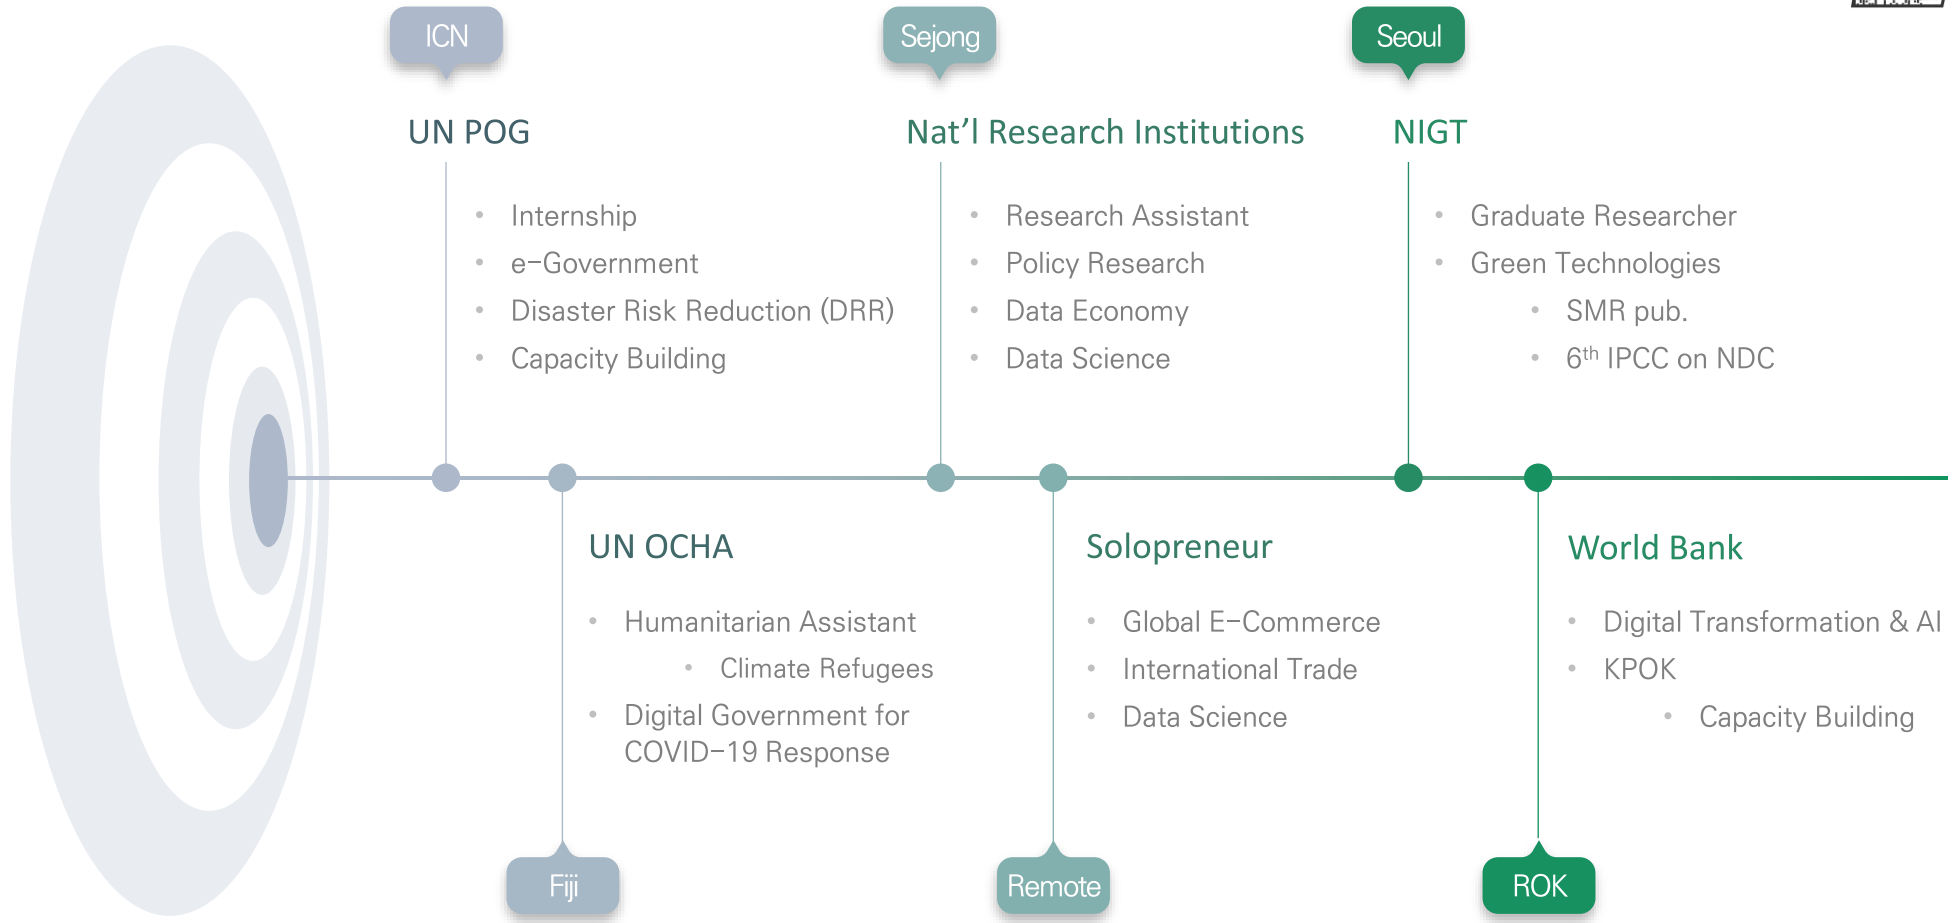 ICN
UN POG
• Internship
• e-Government
• Disaster Risk Reduction (DRR)
• Capacity Building
Sejong
Nat’l Research Institutions
• Research Assistant
• Policy Research
• Data Economy
• Data Science
Seoul
NIGT
• Graduate Researcher
• Green Technologies
• SMR pub.
• 6th IPCC on NDC
UN OCHA
• Humanitarian Assistant
• Climate Refugees
• Digital Government for
COVID-19 Response
Fiji
Solopreneur
• Global E-Commerce
• International Trade
• Data Science
Remote
World Bank
• Digital Transformation & AI
• KPOK
• Capacity Building
ROK